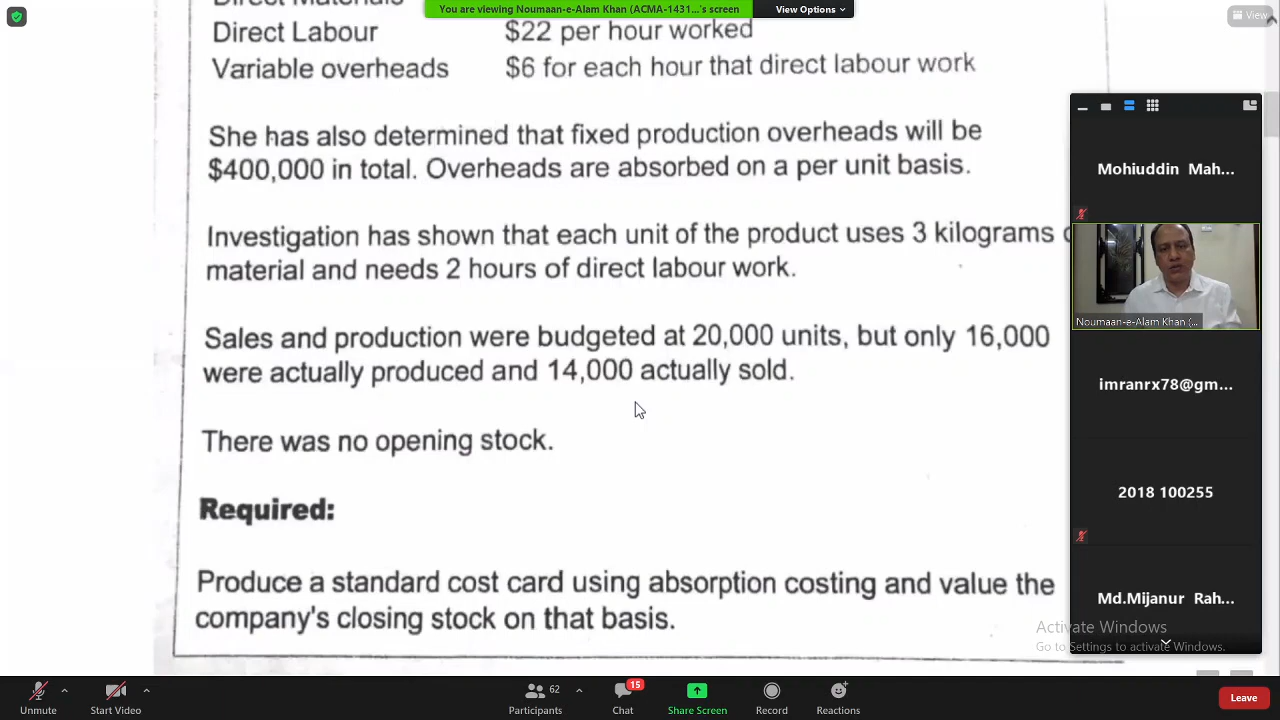 You are viewing Noumaan-e-Alam Khan (ACMA-1431...'s screen
View Options
View
Direct Materials
Direct Labour $22 per hour worked
Variable overheads $6 for each hour that direct labour work
She has also determined that fixed production overheads will be
$400,000 in total. Overheads are absorbed on a per unit basis.
Investigation has shown that each unit of the product uses 3 kilograms
material and needs 2 hours of direct labour work.
Sales and production were budgeted at 20,000 units, but only 16,000
were actually produced and 14,000 actually sold.
There was no opening stock.
Required:
Produce a standard cost card using absorption costing and value the
company's closing stock on that basis.
Mohiuddin Mah...
Noumaan-e-Alam Khan (...
imranrx78@gm...
2018 100255
Md.Mijanur Rah...
Activate Windows
Go to Settings to activate Windows.
Unmute
Start Video
62
Participants
15
Chat
Share Screen
Record
Reactions
Leave